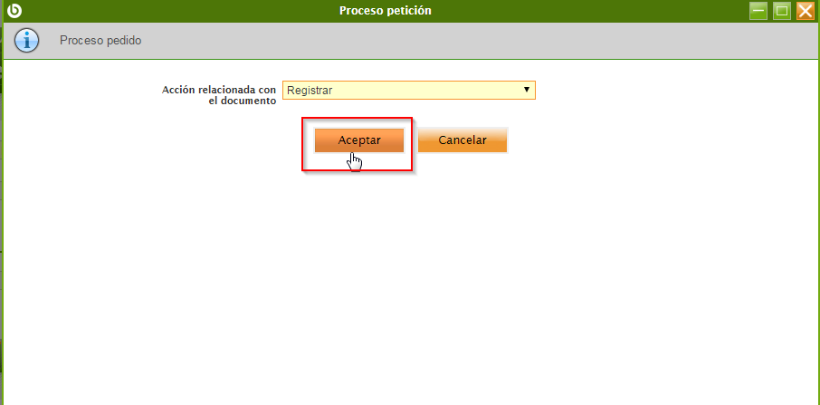 Proceso petición
Proceso pedido
Acción relacionada con
el documento
Registrar
Aceptar
Cancelar